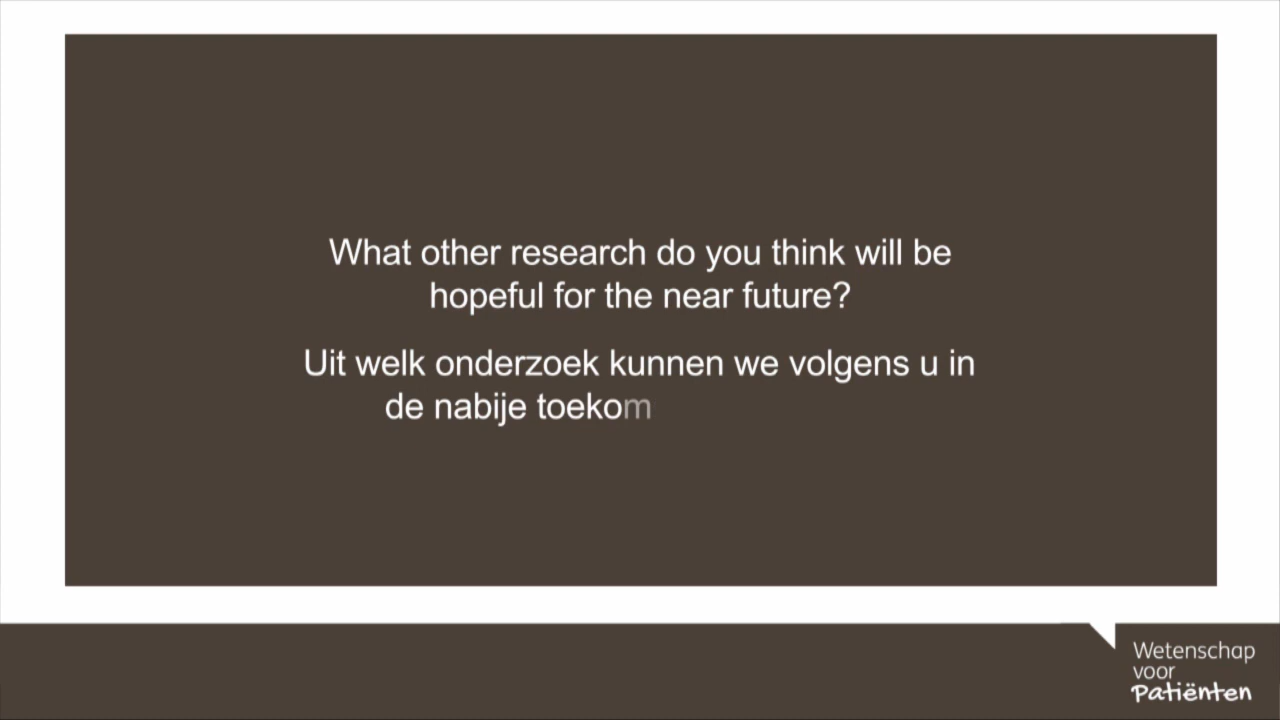 What other research do you think will be
hopeful for the near future?
Uit welk onderzoek kunnen we volgens u in
de nabije toekom
Wetenschap
voor
Patiënten